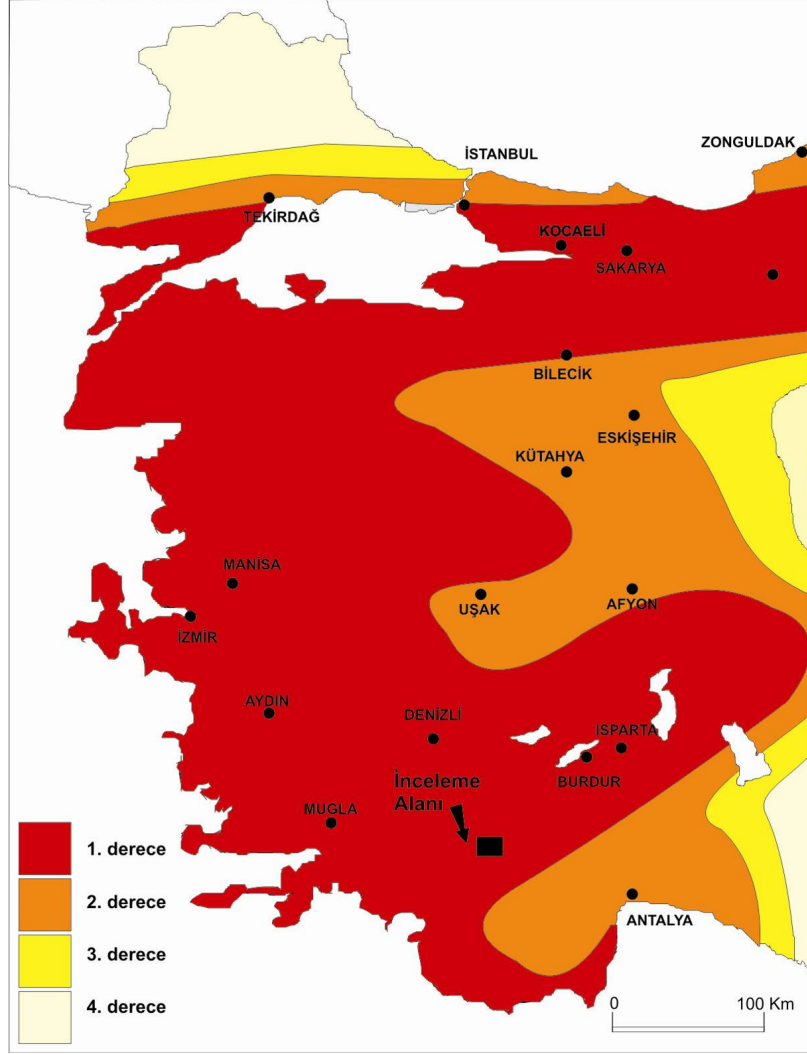 İSTANBUL
ZONGULDAK
TEKİRDAĞ
KOCAELİ
SAKARYA
BİLECİK
ESKİŞEHİR
KÜTAHYA
MANİSA
UŞAK
AFYON
IZMİR
AYDIN
DENİZLİ
ISPARTA
BURDUR
İnceleme
Alanı
MUGLA
ANTALYA
1. derece
2. derece
3. derece
4. derece
0 100 Km